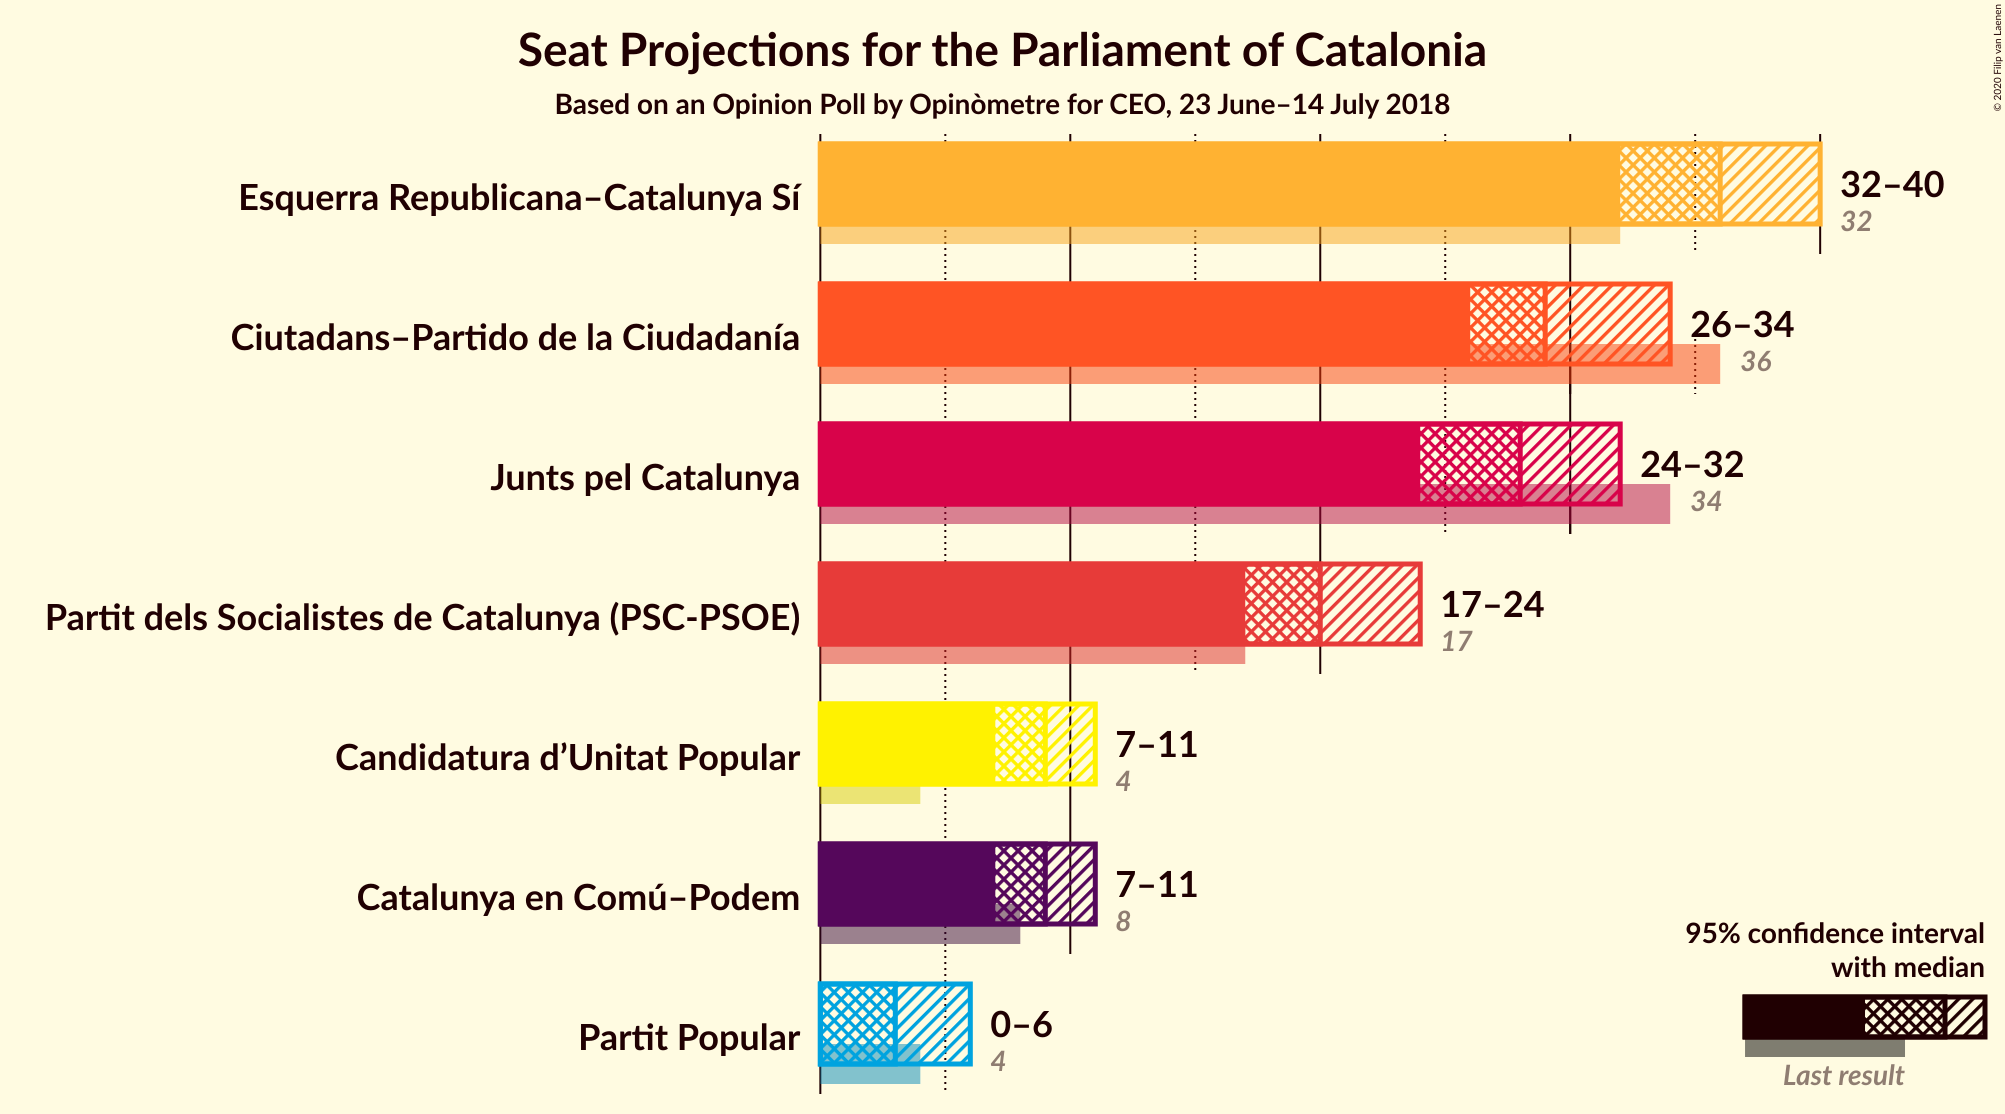 Seat Projections for the Parliament of Catalonia
Based on an Opinion Poll by Opinòmetre for CEO, 23 June–14 July 2018
© 2020 Filip van Laenen
Esquerra Republicana–Catalunya Sí
32–40
32
Ciutadans–Partido de la Ciudadanía
26–34
36
Junts pel Catalunya
24–32
34
Partit dels Socialistes de Catalunya (PSC-PSOE)
17–24
17
Candidatura d’Unitat Popular
7–11
4
Catalunya en Comú–Podem
7–11
8
Partit Popular
0–6
4
95% confidence interval
with median
Last result